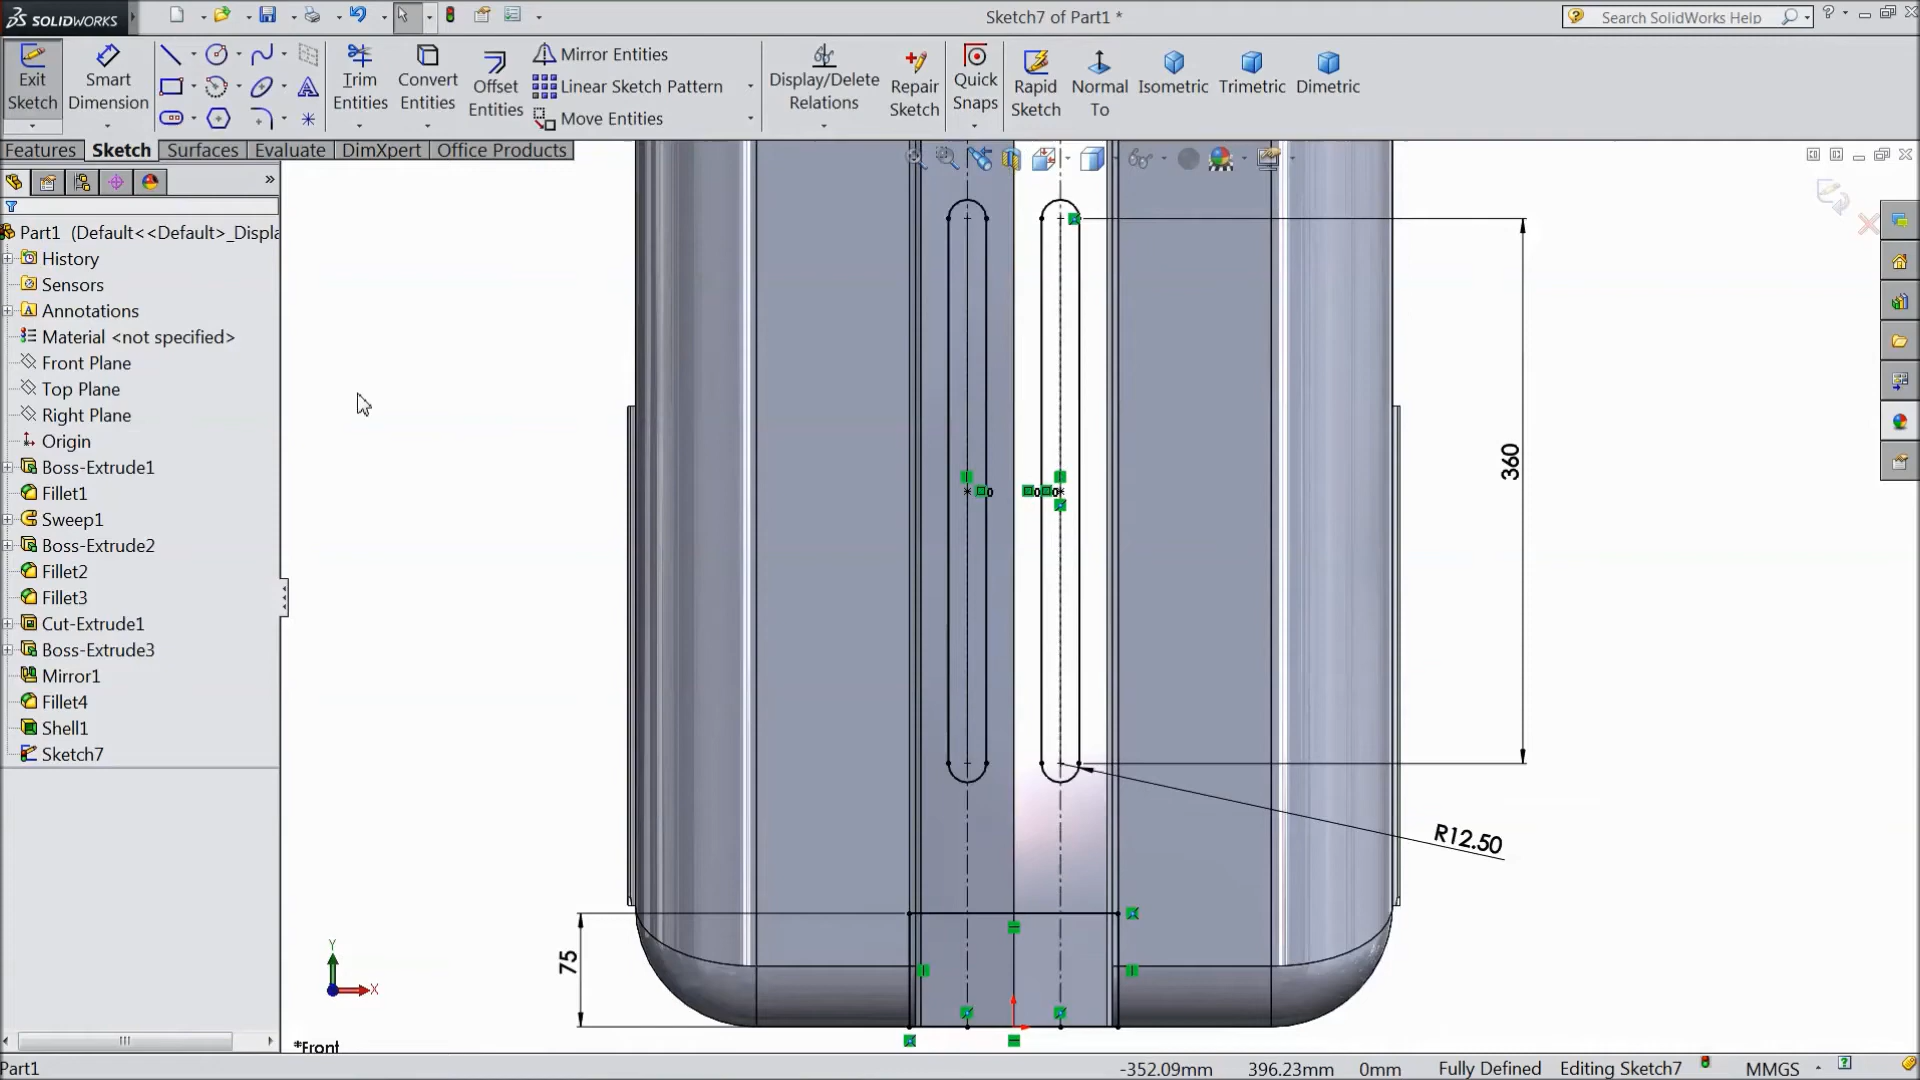 SOLIDWORKS
Sketch7 of Part1 *
Search SolidWorks Help
Exit Sketch
Smart Dimension
Trim Entities
Convert Entities
Offset Entities
Mirror Entities
Linear Sketch Pattern
Move Entities
Display/Delete Relations
Repair Sketch
Quick Snaps
Rapid Sketch
Normal To
Isometric
Trimetric
Dimetric
Features
Sketch
Surfaces
Evaluate
DimXpert
Office Products
Part1 (Default<<Default>_Displa
History
Sensors
Annotations
Material <not specified>
Front Plane
Top Plane
Right Plane
Origin
Boss-Extrude1
Fillet1
Sweep1
Boss-Extrude2
Fillet2
Fillet3
Cut-Extrude1
Boss-Extrude3
Mirror1
Fillet4
Shell1
Sketch7
360
R12.50
75
0
0
0
Y
X
*Front
Part1
-352.09mm
396.23mm
0mm
Fully Defined
Editing Sketch7
MMGS